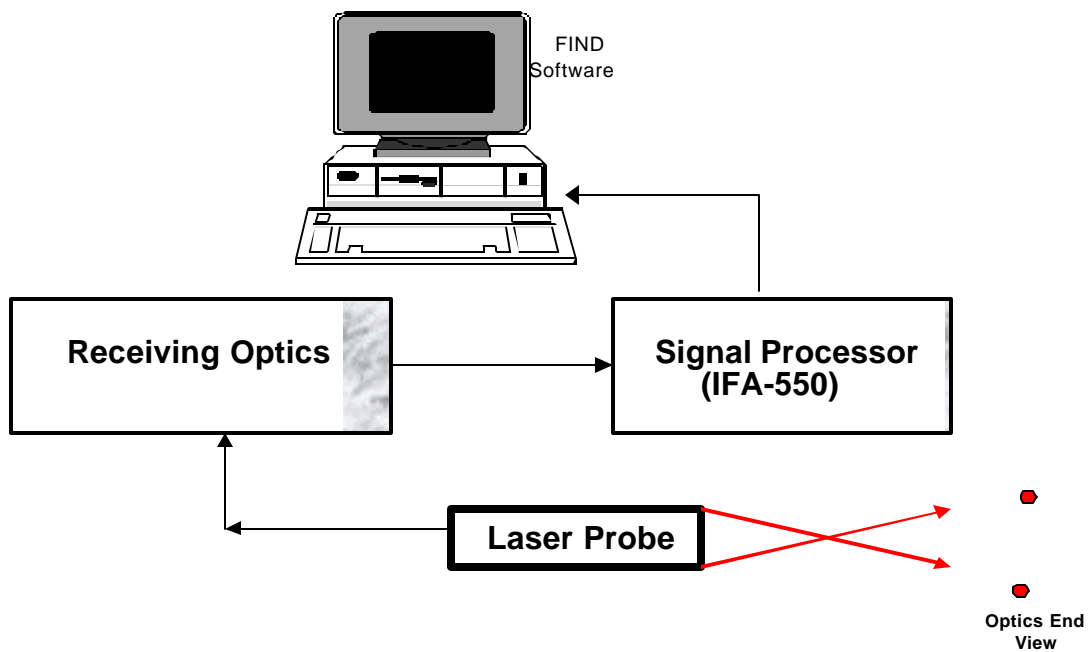 FIND
Software
Receiving Optics
Signal Processor
(IFA-550)
Laser Probe
Optics End
View